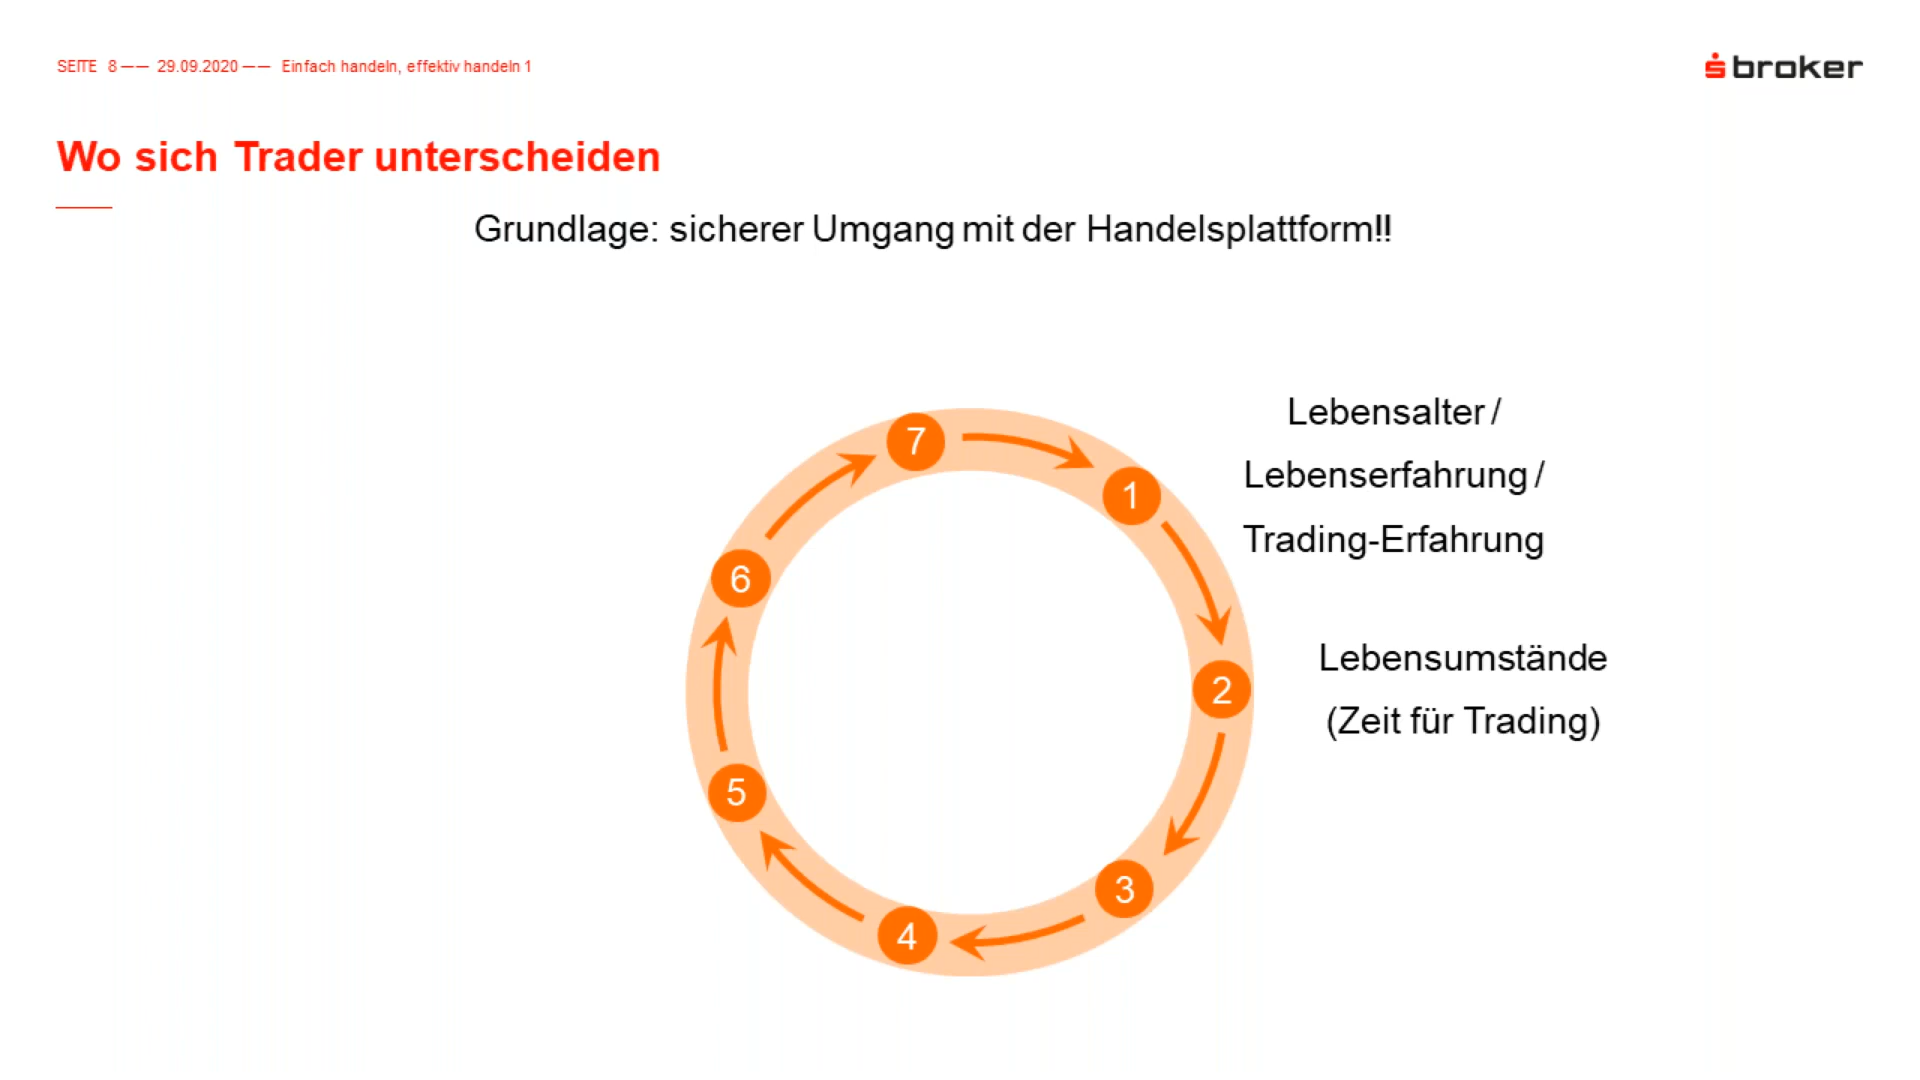 SEITE 8 —— 29.09.2020 —— Einfach handeln, effektiv handeln 1
broker
Wo sich Trader unterscheiden
Grundlage: sicherer Umgang mit der Handelsplattform!!
Lebensalter /
Lebenserfahrung /
Trading-Erfahrung
Lebensumstände
(Zeit für Trading)
7
1
6
2
5
3
4